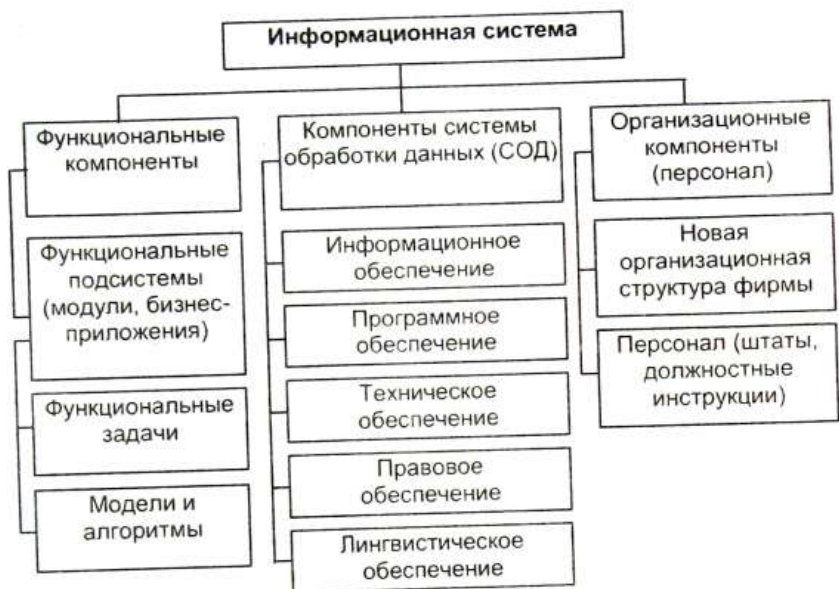 Информационная система
Функциональные
компоненты
Функциональные
подсистемы
(модули, бизнес-
приложения)
Функциональные
задачи
Модели и
алгоритмы
Компоненты системы
обработки данных (СОД)
Информационное
обеспечение
Программное
обеспечение
Техническое
обеспечение
Правовое
обеспечение
Лингвистическое
обеспечение
Организационные
компоненты
(персонал)
Новая
организационная
структура фирмы
Персонал (штаты,
должностные
инструкции)